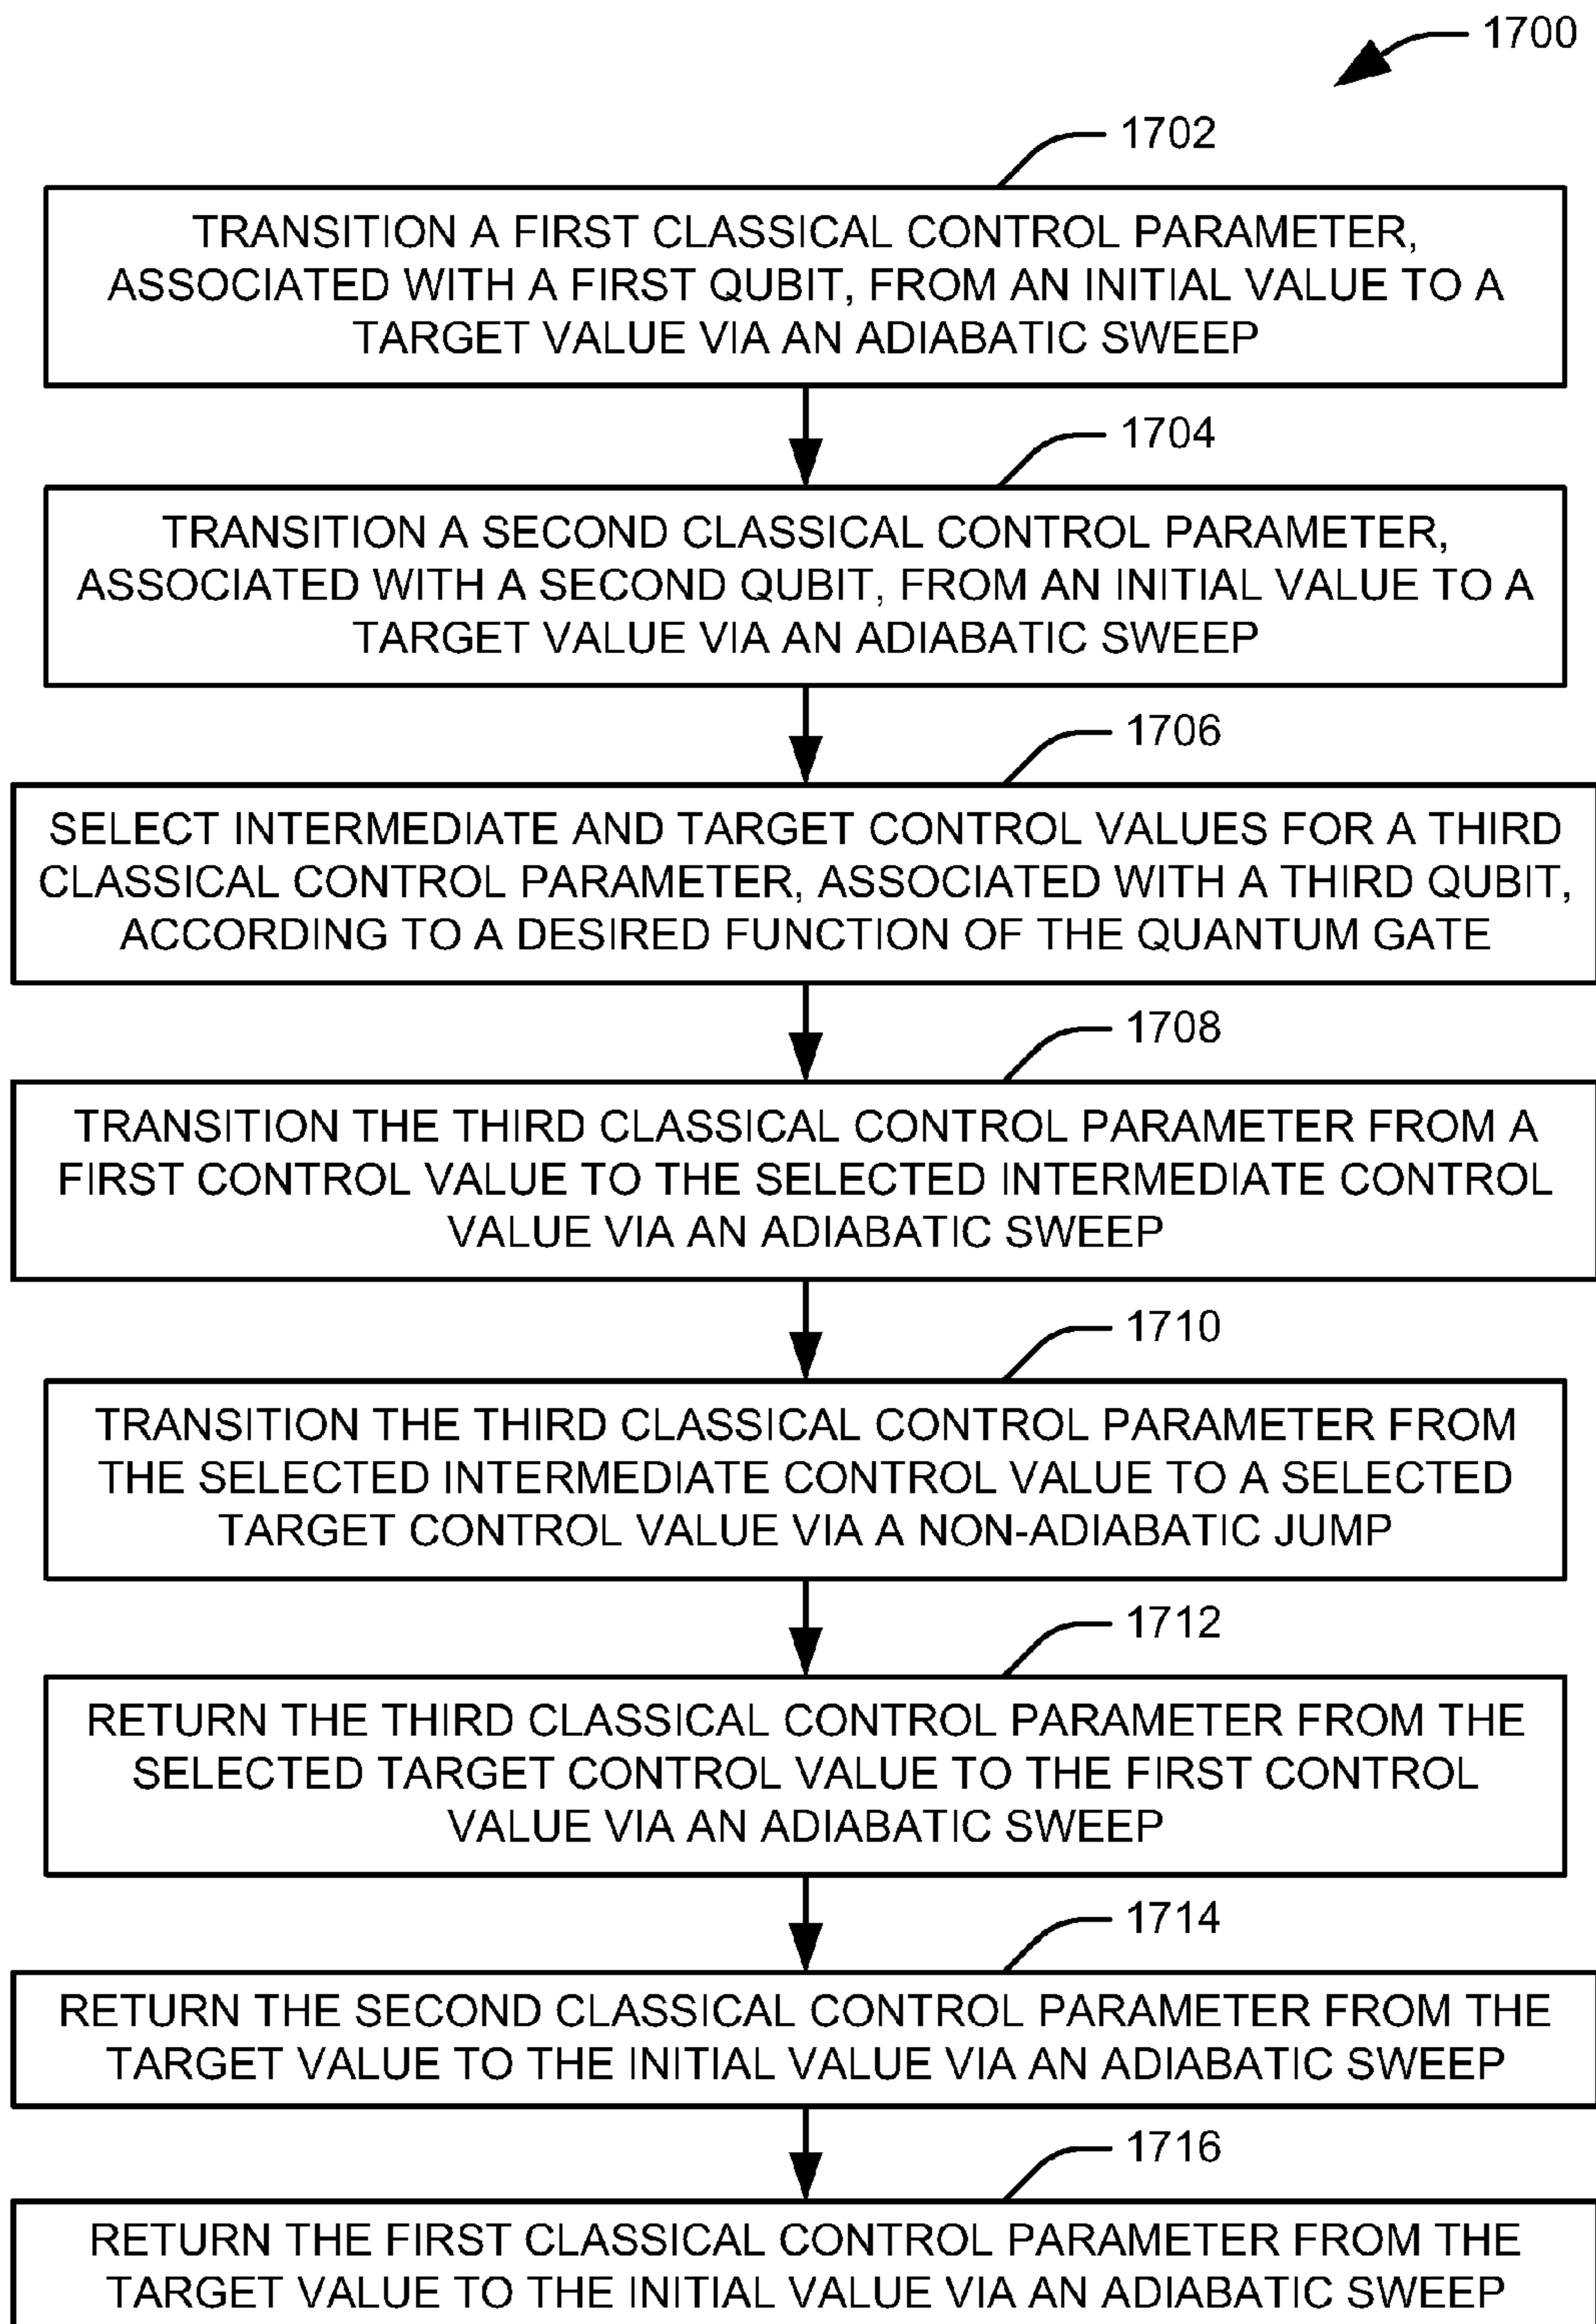 1700
1702
TRANSITION A FIRST CLASSICAL CONTROL PARAMETER,
ASSOCIATED WITH A FIRST QUBIT, FROM AN INITIAL VALUE TO A
TARGET VALUE VIA AN ADIABATIC SWEEP
1704
TRANSITION A SECOND CLASSICAL CONTROL PARAMETER,
ASSOCIATED WITH A SECOND QUBIT, FROM AN INITIAL VALUE TO A
TARGET VALUE VIA AN ADIABATIC SWEEP
1706
SELECT INTERMEDIATE AND TARGET CONTROL VALUES FOR A THIRD
CLASSICAL CONTROL PARAMETER, ASSOCIATED WITH A THIRD QUBIT,
ACCORDING TO A DESIRED FUNCTION OF THE QUANTUM GATE
1708
TRANSITION THE THIRD CLASSICAL CONTROL PARAMETER FROM A
FIRST CONTROL VALUE TO THE SELECTED INTERMEDIATE CONTROL
VALUE VIA AN ADIABATIC SWEEP
1710
TRANSITION THE THIRD CLASSICAL CONTROL PARAMETER FROM
THE SELECTED INTERMEDIATE CONTROL VALUE TO A SELECTED
TARGET CONTROL VALUE VIA A NON-ADIABATIC JUMP
1712
RETURN THE THIRD CLASSICAL CONTROL PARAMETER FROM THE
SELECTED TARGET CONTROL VALUE TO THE FIRST CONTROL
VALUE VIA AN ADIABATIC SWEEP
1714
RETURN THE SECOND CLASSICAL CONTROL PARAMETER FROM THE
TARGET VALUE TO THE INITIAL VALUE VIA AN ADIABATIC SWEEP
1716
RETURN THE FIRST CLASSICAL CONTROL PARAMETER FROM THE
TARGET VALUE TO THE INITIAL VALUE VIA AN ADIABATIC SWEEP